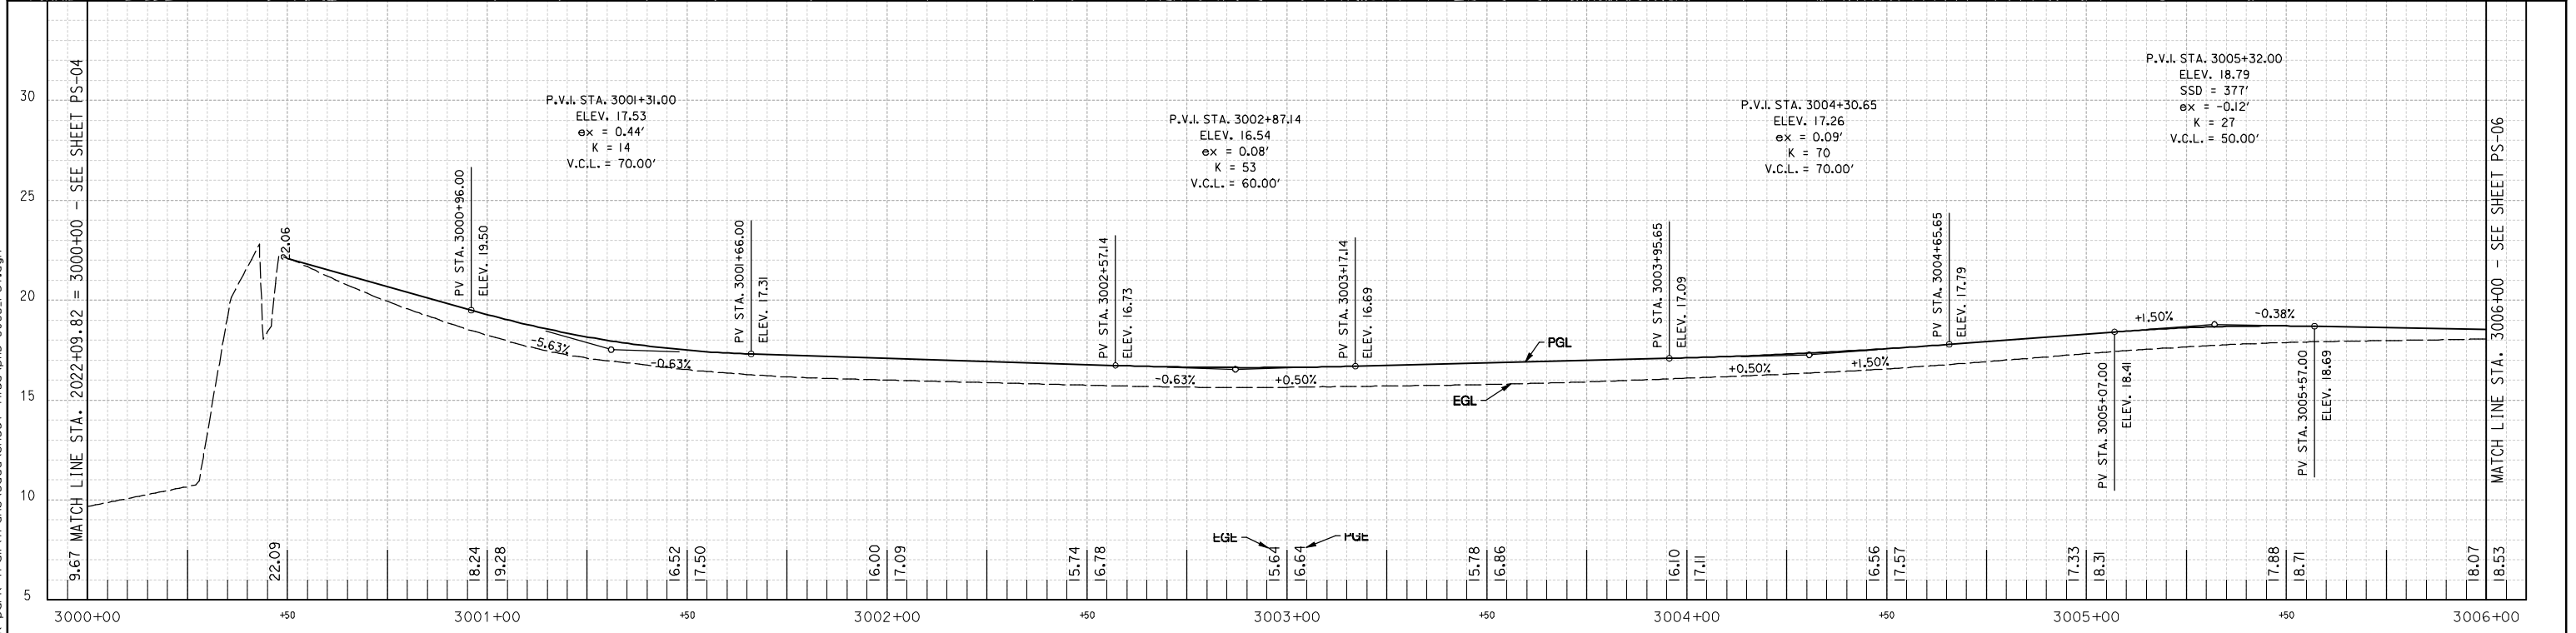 P.V.I. STA. 3001+31.00
ELEV. 17.53
ex = 0.44'
K = 14
V.C.L. = 70.00'
P.V.I. STA. 3002+87.14
ELEV. 16.54
ex = 0.08'
K = 53
V.C.L. = 60.00'
P.V.I. STA. 3004+30.65
ELEV. 17.26
ex = 0.09'
K = 70
V.C.L. = 70.00'
P.V.I. STA. 3005+32.00
ELEV. 18.79
SSD = 377'
ex = -0.12'
K = 27
V.C.L. = 50.00'
30
25
20
15
10
5
9.67 MATCH LINE STA. 2022+09.82 = 3000+00 - SEE SHEET PS-04
22.06
PV STA. 3000+96.00
ELEV. 19.50
PV STA. 3001+66.00
ELEV. 17.31
PV STA. 3002+57.14
ELEV. 16.73
PV STA. 3003+17.14
ELEV. 16.69
PV STA. 3003+95.65
ELEV. 17.09
PV STA. 3004+65.65
ELEV. 17.79
PV STA. 3005+07.00
ELEV. 18.41
PV STA. 3005+57.00
ELEV. 18.69
MATCH LINE STA. 3006+00 - SEE SHEET PS-06
-5.63%
-0.63%
-0.63%
+0.50%
PGL
EGL
+0.50%
+1.50%
+1.50%
-0.38%
EGE
PGE
22.09
18.24
19.28
16.52
17.50
16.00
17.09
15.74
16.78
15.64
16.64
15.78
16.86
16.10
17.11
16.56
17.57
17.33
18.31
17.88
18.71
18.07
18.53
3000+00
+50
3001+00
+50
3002+00
+50
3003+00
+50
3004+00
+50
3005+00
+50
3006+00